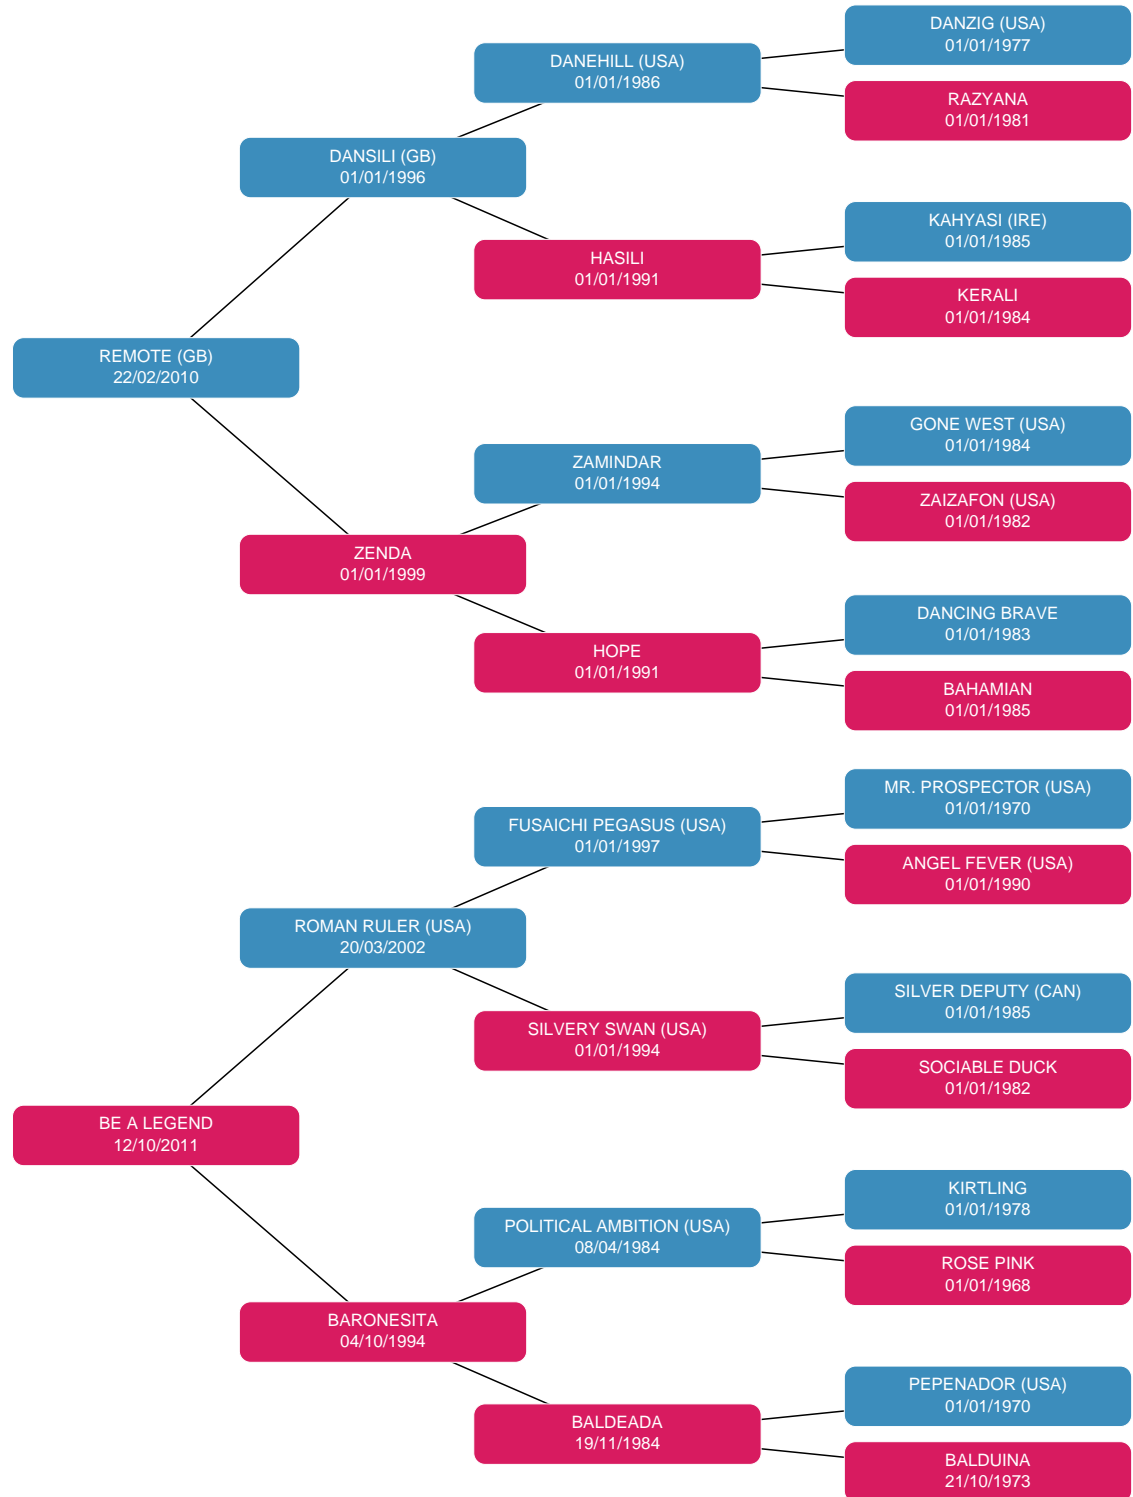 DANZIG (USA)
01/01/1977
DANEHILL (USA)
01/01/1986
RAZYANA
01/01/1981
DANSILI (GB)
01/01/1996
KAHYASI (IRE)
01/01/1985
HASILI
01/01/1991
KERALI
01/01/1984
REMOTE (GB)
22/02/2010
GONE WEST (USA)
01/01/1984
ZAMINDAR
01/01/1994
ZAIZAFON (USA)
01/01/1982
ZENDA
01/01/1999
DANCING BRAVE
01/01/1983
HOPE
01/01/1991
BAHAMIAN
01/01/1985
MR. PROSPECTOR (USA)
01/01/1970
FUSAICHI PEGASUS (USA)
01/01/1997
ANGEL FEVER (USA)
01/01/1990
ROMAN RULER (USA)
20/03/2002
SILVER DEPUTY (CAN)
01/01/1985
SILVERY SWAN (USA)
01/01/1994
SOCIABLE DUCK
01/01/1982
BE A LEGEND
12/10/2011
KIRTLING
01/01/1978
POLITICAL AMBITION (USA)
08/04/1984
ROSE PINK
01/01/1968
BARONESITA
04/10/1994
PEPENADOR (USA)
01/01/1970
BALDEADA
19/11/1984
BALDUINA
21/10/1973